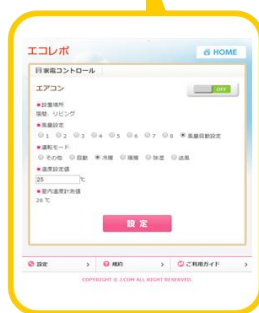 エコレポ
HOME
家電コントロール
エアコン
OFF
■設置場所
1階: リビング
■風量設定
1 2 3 4 5 6 7 8 風量自動設定
■運転モード
その他 自動 冷房 暖房 除湿 送風
■温度設定値
25 ℃
■室内温度計測値
28 ℃
設定
設定 > 規約 > ご利用ガイド >
COPYRIGHT © J:COM ALL RIGHT RESERVED.